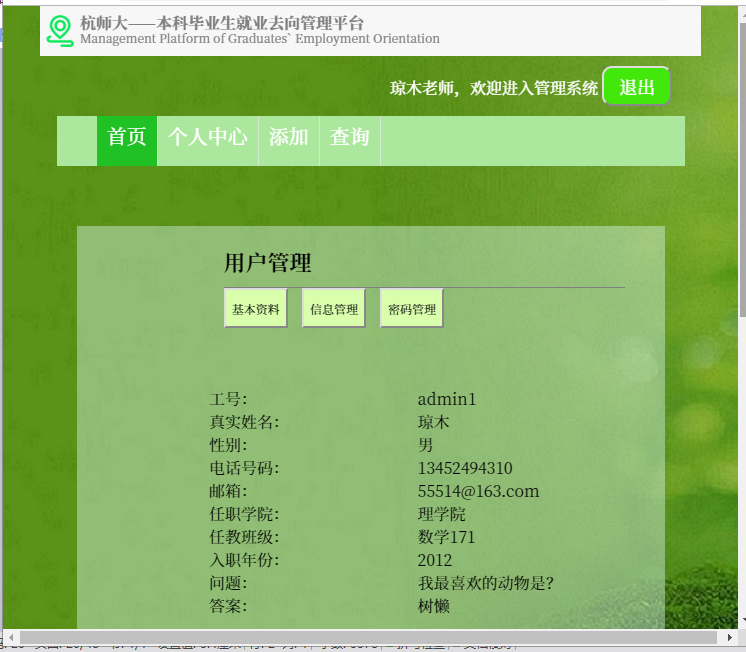 杭师大——本科毕业生就业去向管理平台
Management Platform of Graduates` Employment Orientation
琼木老师，欢迎进入管理系统 退出
首页 个人中心 添加 查询
用户管理
基本资料 信息管理 密码管理
工号： admin1
真实姓名： 琼木
性别： 男
电话号码： 13452494310
邮箱： 55514@163.com
任职学院： 理学院
任教班级： 数学171
入职年份： 2012
问题： 我最喜欢的动物是？
答案： 树懒